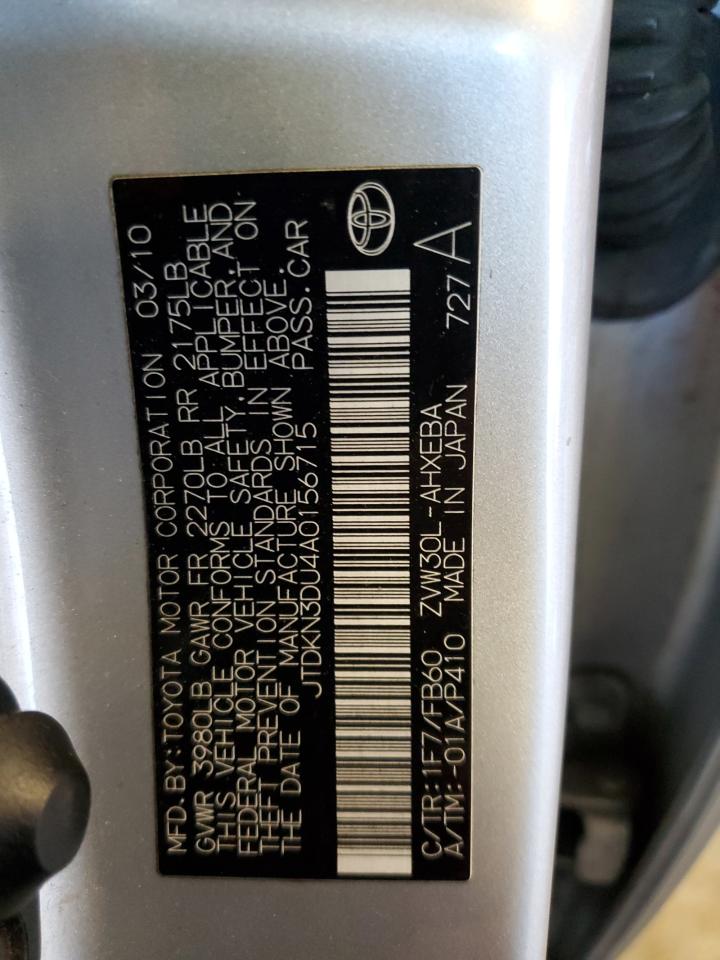 MFD. BY: TOYOTA MOTOR CORPORATION 03/10
GVWR 3980LB GAWR FR 2270LB RR 2175LB
THIS VEHICLE CONFORMS TO ALL APPLICABLE
FEDERAL MOTOR VEHICLE SAFETY, BUMPER, AND
THEFT PREVENTION STANDARDS IN EFFECT ON
THE DATE OF MANUFACTURE SHOWN ABOVE.
JTDKN3DU4A0156715 PASS. CAR
C/TR: 1F7/FB60 ZVW30L-AHXEBA
A/TM: -01A/P410 MADE IN JAPAN 727 A